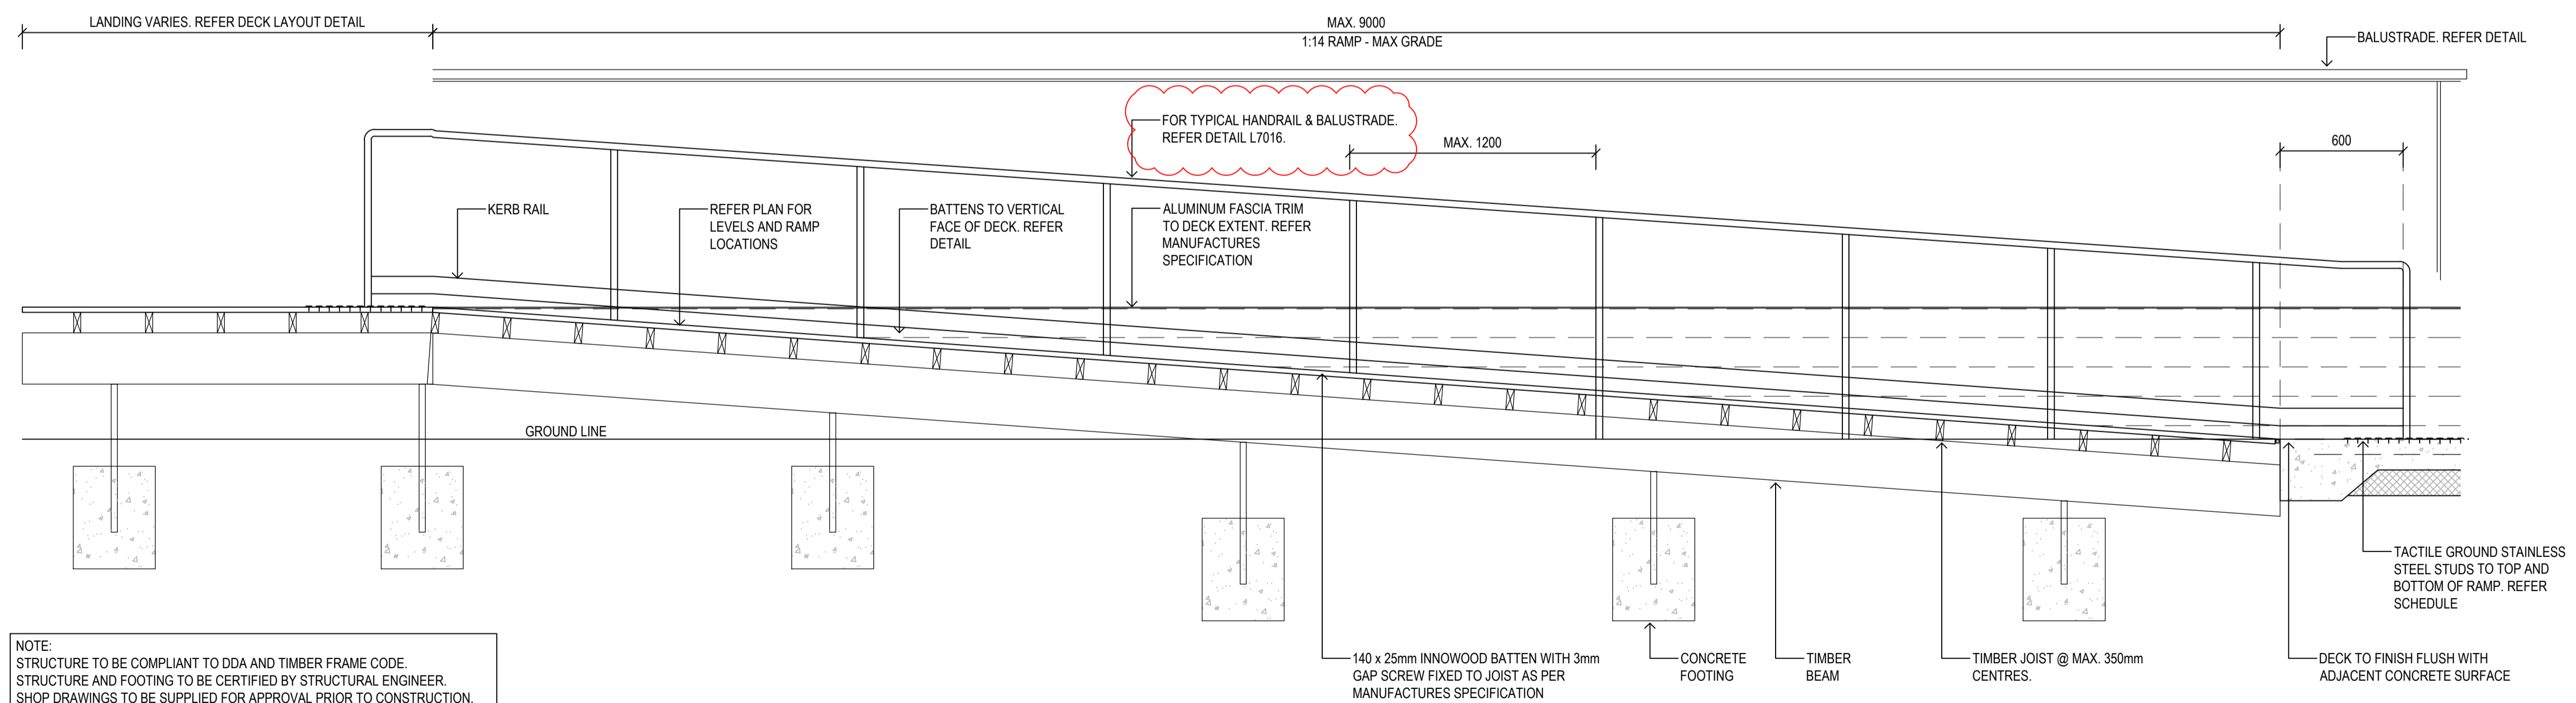 LANDING VARIES. REFER DECK LAYOUT DETAIL
MAX. 9000
1:14 RAMP - MAX GRADE
BALUSTRADE. REFER DETAIL
FOR TYPICAL HANDRAIL & BALUSTRADE.
REFER DETAIL L7016.
MAX. 1200
600
KERB RAIL
REFER PLAN FOR
LEVELS AND RAMP
LOCATIONS
BATTENS TO VERTICAL
FACE OF DECK. REFER
DETAIL
ALUMINUM FASCIA TRIM
TO DECK EXTENT. REFER
MANUFACTURES
SPECIFICATION
GROUND LINE
TACTILE GROUND STAINLESS
STEEL STUDS TO TOP AND
BOTTOM OF RAMP. REFER
SCHEDULE
NOTE:
STRUCTURE TO BE COMPLIANT TO DDA AND TIMBER FRAME CODE.
STRUCTURE AND FOOTING TO BE CERTIFIED BY STRUCTURAL ENGINEER.
SHOP DRAWINGS TO BE SUPPLIED FOR APPROVAL PRIOR TO CONSTRUCTION.
140 x 25mm INNOWOOD BATTEN WITH 3mm
GAP SCREW FIXED TO JOIST AS PER
MANUFACTURES SPECIFICATION
CONCRETE
FOOTING
TIMBER
BEAM
TIMBER JOIST @ MAX. 350mm
CENTRES.
DECK TO FINISH FLUSH WITH
ADJACENT CONCRETE SURFACE